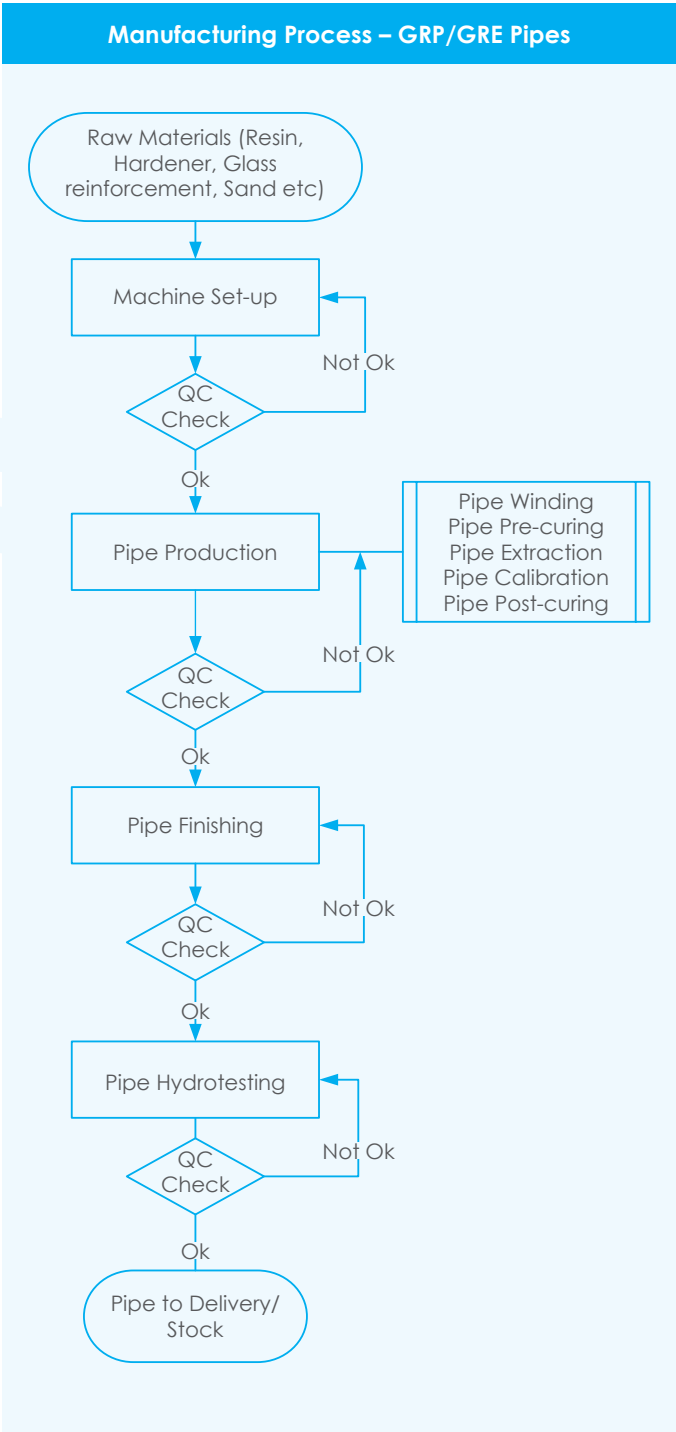 Manufacturing Process – GRP/GRE Pipes
Raw Materials (Resin,
Hardener, Glass
reinforcement, Sand etc)
Machine Set-up
Not Ok
QC
Check
Ok
Pipe Production
Pipe Winding
Pipe Pre-curing
Pipe Extraction
Pipe Calibration
Pipe Post-curing
Not Ok
QC
Check
Ok
Pipe Finishing
Not Ok
QC
Check
Ok
Pipe Hydrotesting
Not Ok
QC
Check
Ok
Pipe to Delivery/
Stock